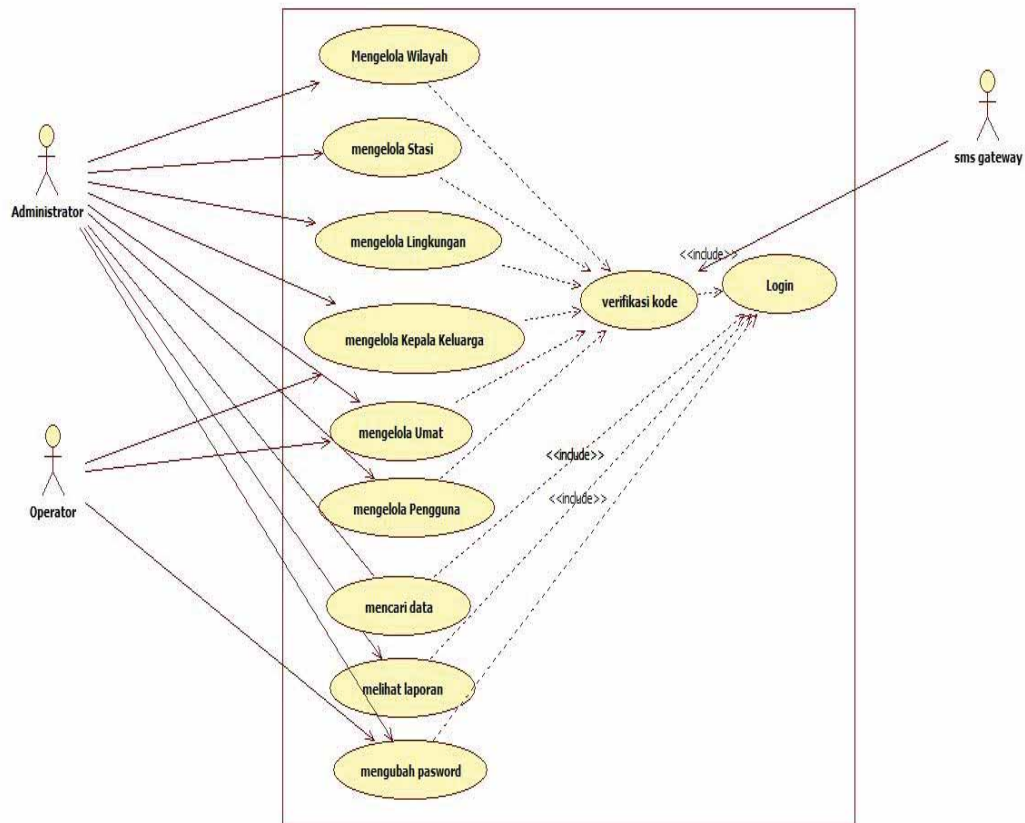 Mengelola Wilayah
sms gateway
mengelola Stasi
Administrator
mengelola Lingkungan
<<include>>
verifikasi kode
Login
mengelola Kepala Keluarga
mengelola Umat
<<include>>
<<include>>
Operator
mengelola Pengguna
mencari data
melihat laporan
mengubah pasword